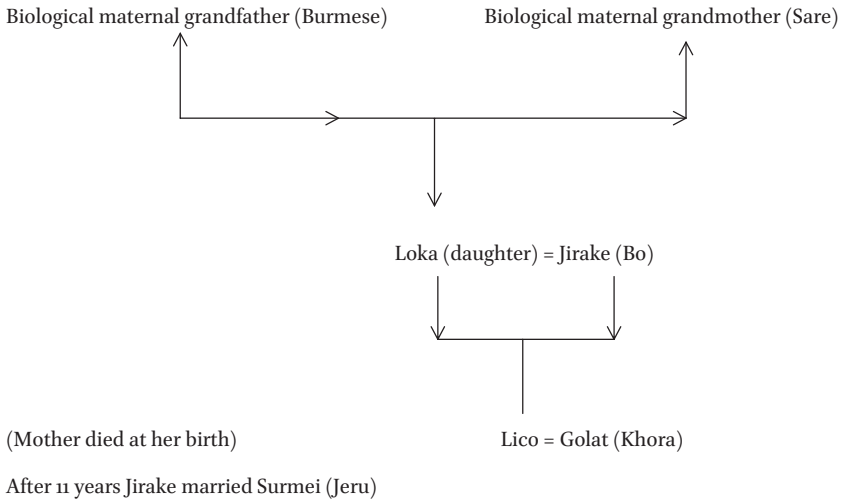 Biological maternal grandfather (Burmese) Biological maternal grandmother (Sare)
Loka (daughter) = Jirake (Bo)
(Mother died at her birth) Lico = Golat (Khora)
After 11 years Jirake married Surmei (Jeru)